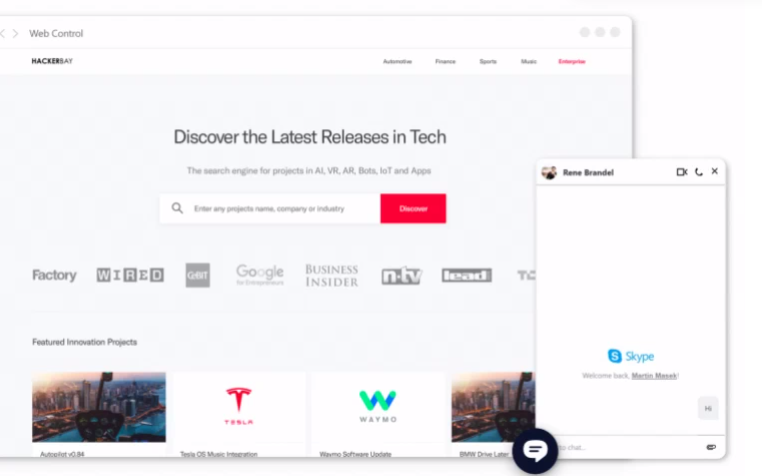 Web Control
HACKERBAY
Automotive Finance Sports Music Enterprise
Discover the Latest Releases in Tech
The search engine for projects in AI, VR, AR, Bots, IoT and Apps
Enter any projects name, company or industry
Discover
Factory WIRED GBIT Google for Entrepreneurs BUSINESS INSIDER n-tv lead
Featured Innovation Projects
TESLA
WAYMO
Autopilot v0.84
Tesla OS Music Integration
Waymo Software Update
BMW Drive Later
Rene Brandel
Skype
Welcome back, Martin Masek!
Hi
to chat...